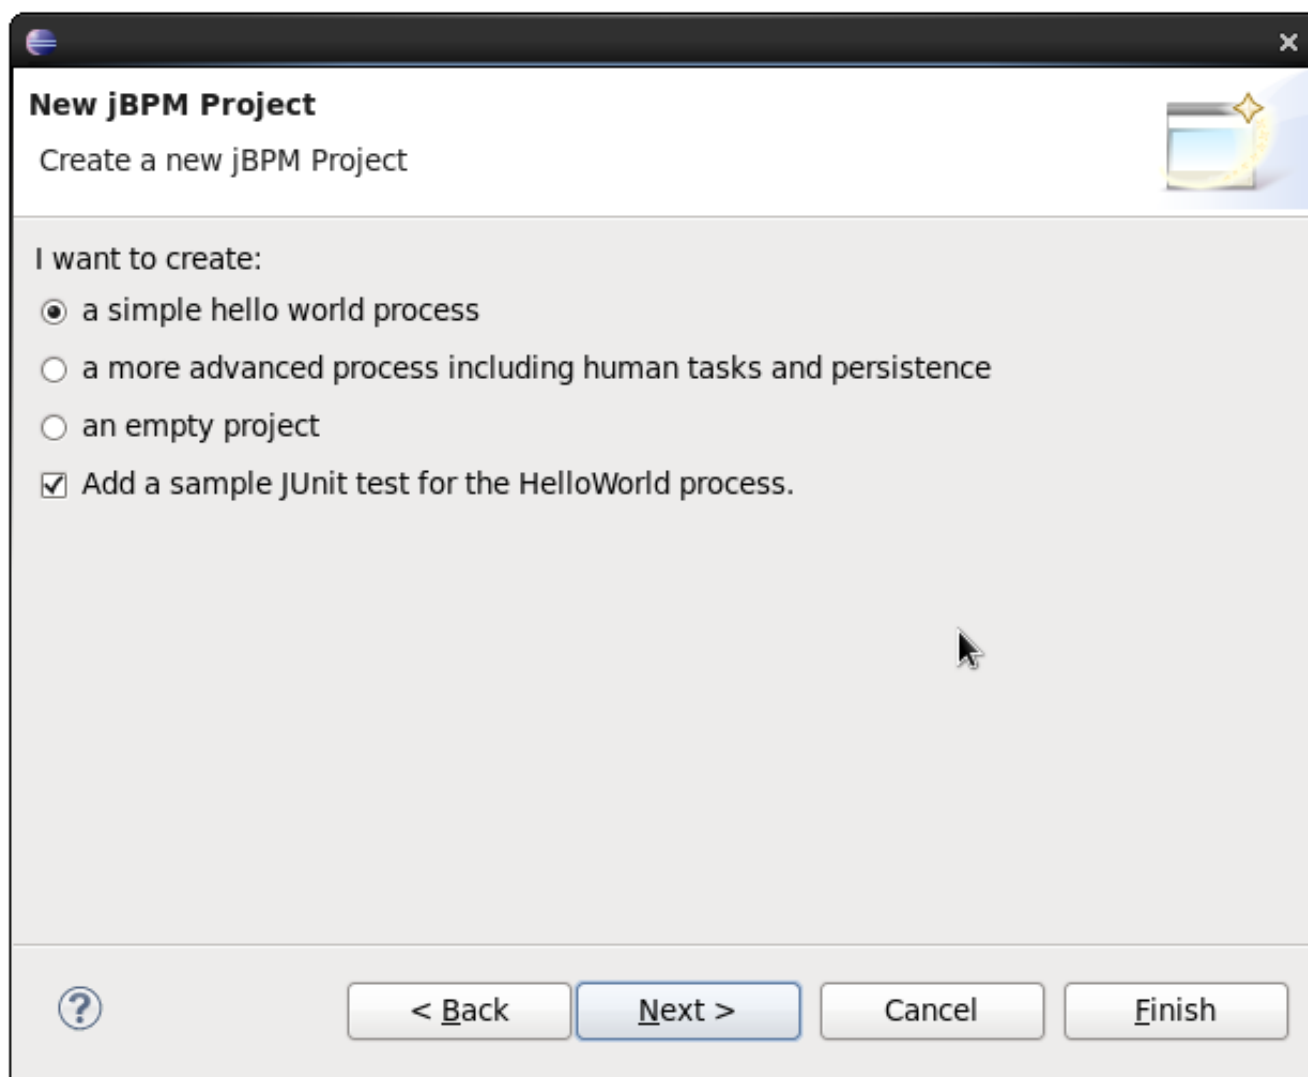 New jBPM Project
Create a new jBPM Project
I want to create:
a simple hello world process
a more advanced process including human tasks and persistence
an empty project
Add a sample JUnit test for the HelloWorld process.
? < Back Next > Cancel Finish